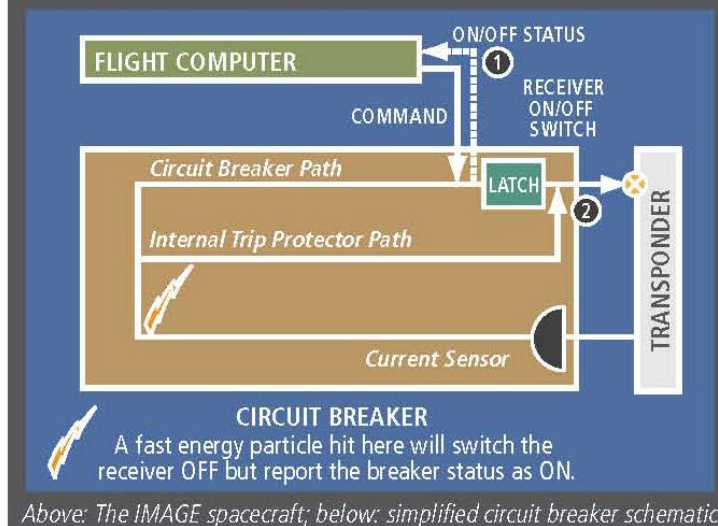 ON/OFF STATUS
FLIGHT COMPUTER
1
RECEIVER
ON/OFF
SWITCH
COMMAND
Circuit Breaker Path
LATCH
2
Internal Trip Protector Path
TRANSPONDER
Current Sensor
CIRCUIT BREAKER
A fast energy particle hit here will switch the
receiver OFF but report the breaker status as ON.
Above: The IMAGE spacecraft; below: simplified circuit breaker schematic